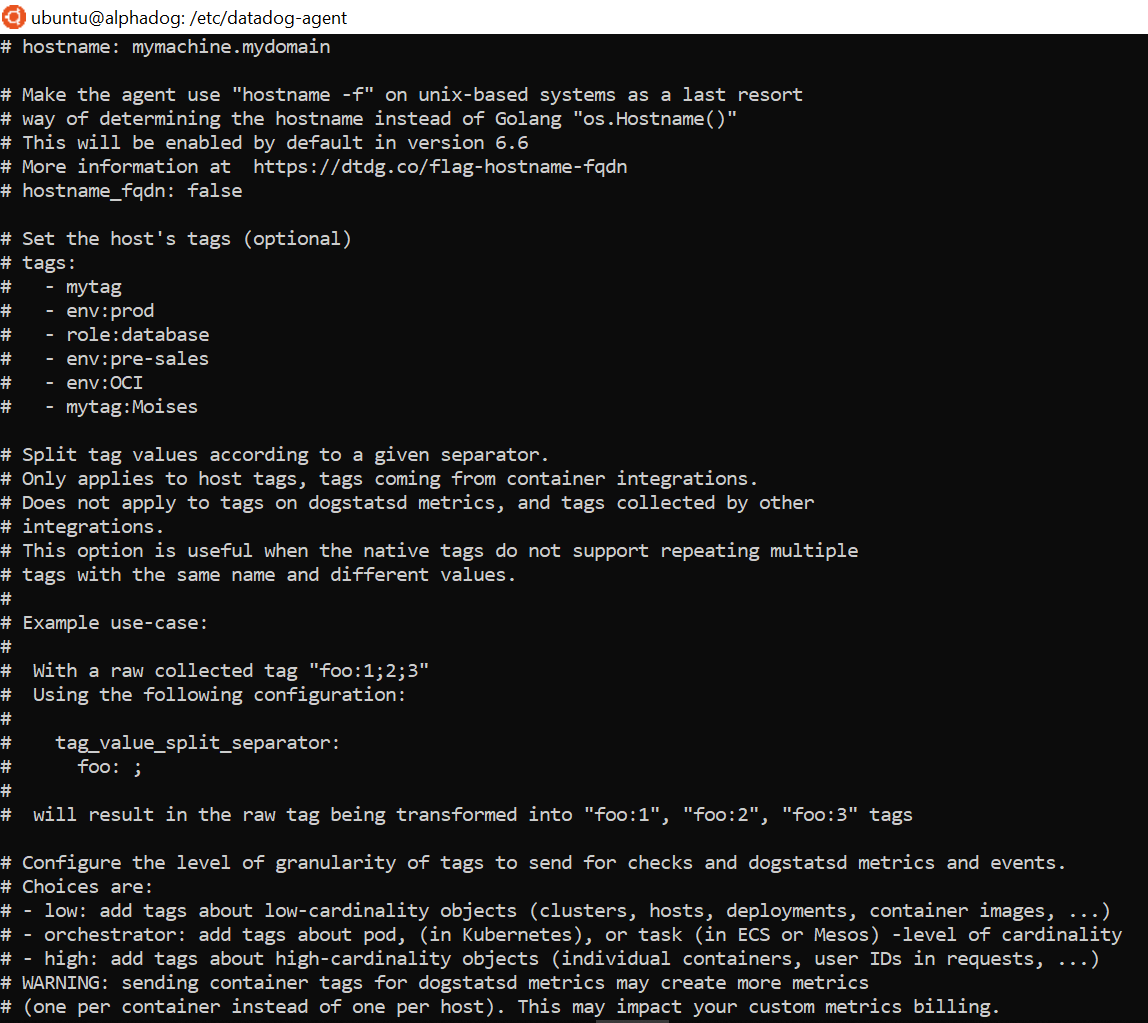 ubuntu@alphadog: /etc/datadog-agent
# hostname: mymachine.mydomain
# Make the agent use "hostname -f" on unix-based systems as a last resort
# way of determining the hostname instead of Golang "os.Hostname()"
# This will be enabled by default in version 6.6
# More information at  https://dtdg.co/flag-hostname-fqdn
# hostname_fqdn: false
# Set the host's tags (optional)
# tags:
#   - mytag
#   - env:prod
#   - role:database
#   - env:pre-sales
#   - env:OCI
#   - mytag:Moises
# Split tag values according to a given separator.
# Only applies to host tags, tags coming from container integrations.
# Does not apply to tags on dogstatsd metrics, and tags collected by other
# integrations.
# This option is useful when the native tags do not support repeating multiple
# tags with the same name and different values.
#
# Example use-case:
#
#  With a raw collected tag "foo:1;2;3"
#  Using the following configuration:
#
#    tag_value_split_separator:
#      foo: ;
#
#  will result in the raw tag being transformed into "foo:1", "foo:2", "foo:3" tags
# Configure the level of granularity of tags to send for checks and dogstatsd metrics and events.
# Choices are:
# - low: add tags about low-cardinality objects (clusters, hosts, deployments, container images, ...)
# - orchestrator: add tags about pod, (in Kubernetes), or task (in ECS or Mesos) -level of cardinality
# - high: add tags about high-cardinality objects (individual containers, user IDs in requests, ...)
# WARNING: sending container tags for dogstatsd metrics may create more metrics
# (one per container instead of one per host). This may impact your custom metrics billing.